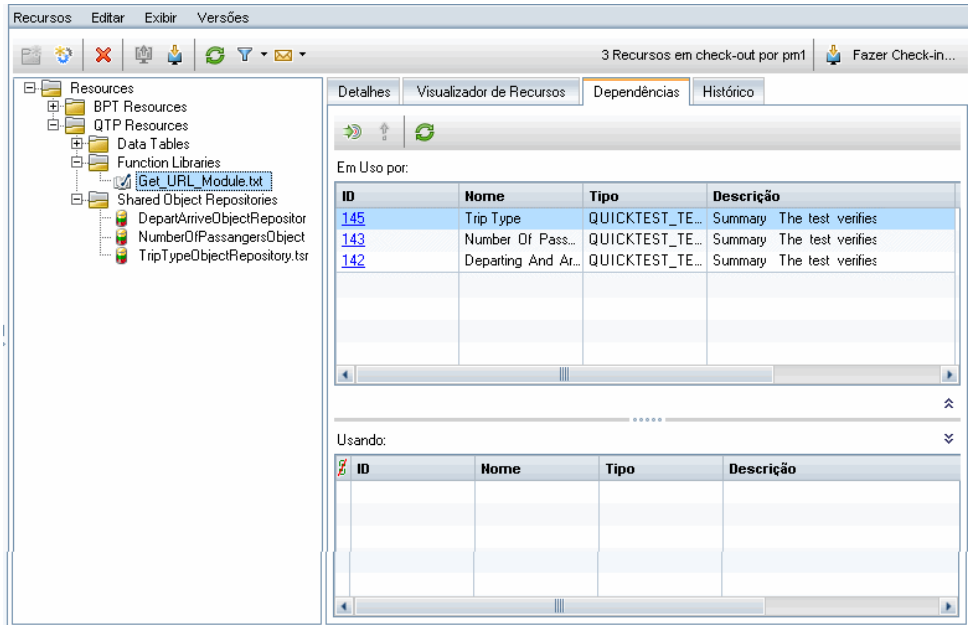 Recursos Editar Exibir Versões
3 Recursos em check-out por pm1 Fazer Check-in...
Resources
BPT Resources
QTP Resources
Data Tables
Function Libraries
Get_URL_Module.txt
Shared Object Repositories
DepartArriveObjectRepositor
NumberOfPassangersObject
TripTypeObjectRepository.tsr
Detalhes Visualizador de Recursos Dependências Histórico
Em Uso por:
ID Nome Tipo Descrição
145 Trip Type QUICKTEST_TE... Summary The test verifies
143 Number Of Pass... QUICKTEST_TE... Summary The test verifies
142 Departing And Ar... QUICKTEST_TE... Summary The test verifies
Usando:
ID Nome Tipo Descrição